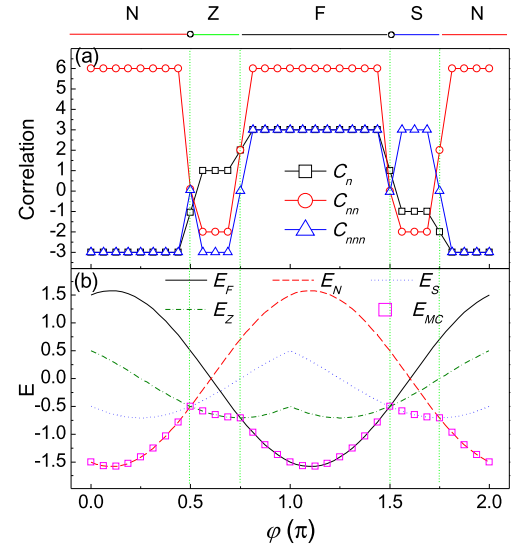 N Z F S N
(a)
6
5
4
3
2
1
0
-1
-2
-3
Correlation
C_n
C_nn
C_nnn
(b)
E_F E_N E_S
E_Z E_MC
1.5
1.0
0.5
0.0
-0.5
-1.0
-1.5
E
0.0 0.5 1.0 1.5 2.0
φ (π)